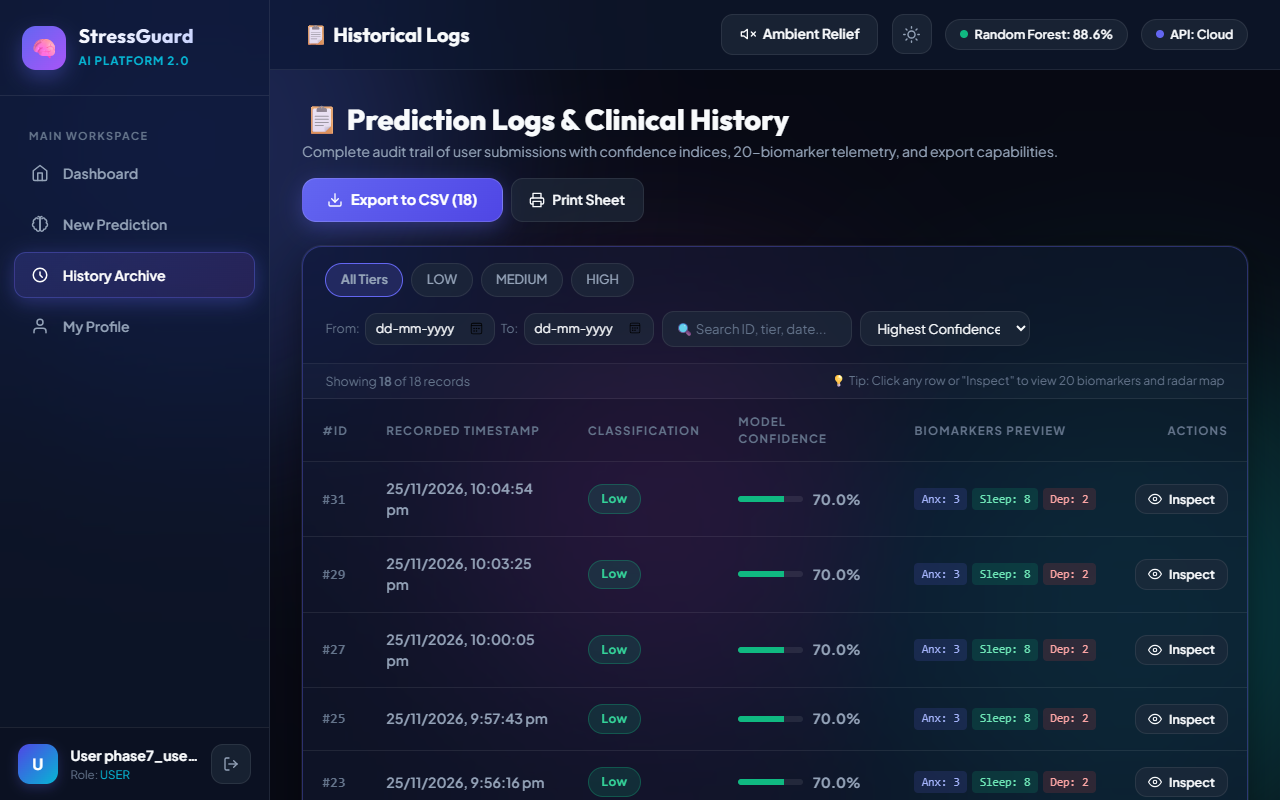 StressGuard
AI PLATFORM 2.0
MAIN WORKSPACE
Dashboard
New Prediction
History Archive
My Profile
U
User phase7_use...
Role: USER
Historical Logs
Ambient Relief
Random Forest: 88.6%
API: Cloud
Prediction Logs & Clinical History
Complete audit trail of user submissions with confidence indices, 20-biomarker telemetry, and export capabilities.
Export to CSV (18)
Print Sheet
All Tiers
LOW
MEDIUM
HIGH
From: dd-mm-yyyy To: dd-mm-yyyy Search ID, tier, date... Highest Confidence
Showing 18 of 18 records
Tip: Click any row or "Inspect" to view 20 biomarkers and radar map
#ID RECORDED TIMESTAMP CLASSIFICATION MODEL CONFIDENCE BIOMARKERS PREVIEW ACTIONS
#31 25/11/2026, 10:04:54 pm Low 70.0% Anx: 3 Sleep: 8 Dep: 2 Inspect
#29 25/11/2026, 10:03:25 pm Low 70.0% Anx: 3 Sleep: 8 Dep: 2 Inspect
#27 25/11/2026, 10:00:05 pm Low 70.0% Anx: 3 Sleep: 8 Dep: 2 Inspect
#25 25/11/2026, 9:57:43 pm Low 70.0% Anx: 3 Sleep: 8 Dep: 2 Inspect
#23 25/11/2026, 9:56:16 pm Low 70.0% Anx: 3 Sleep: 8 Dep: 2 Inspect